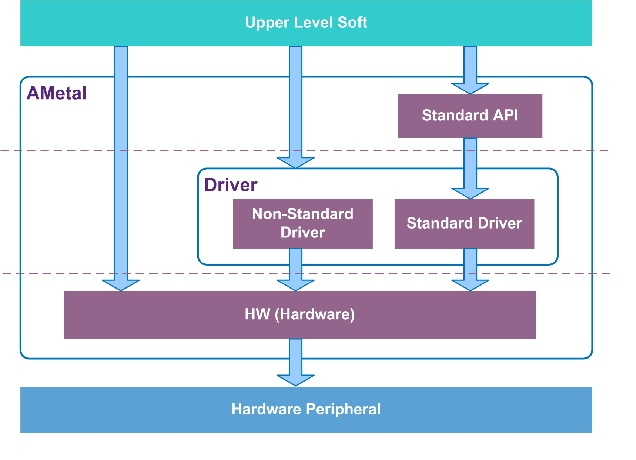 Upper Level Soft
AMetal
Standard API
Driver
Non-Standard
Driver
Standard Driver
HW (Hardware)
Hardware Peripheral